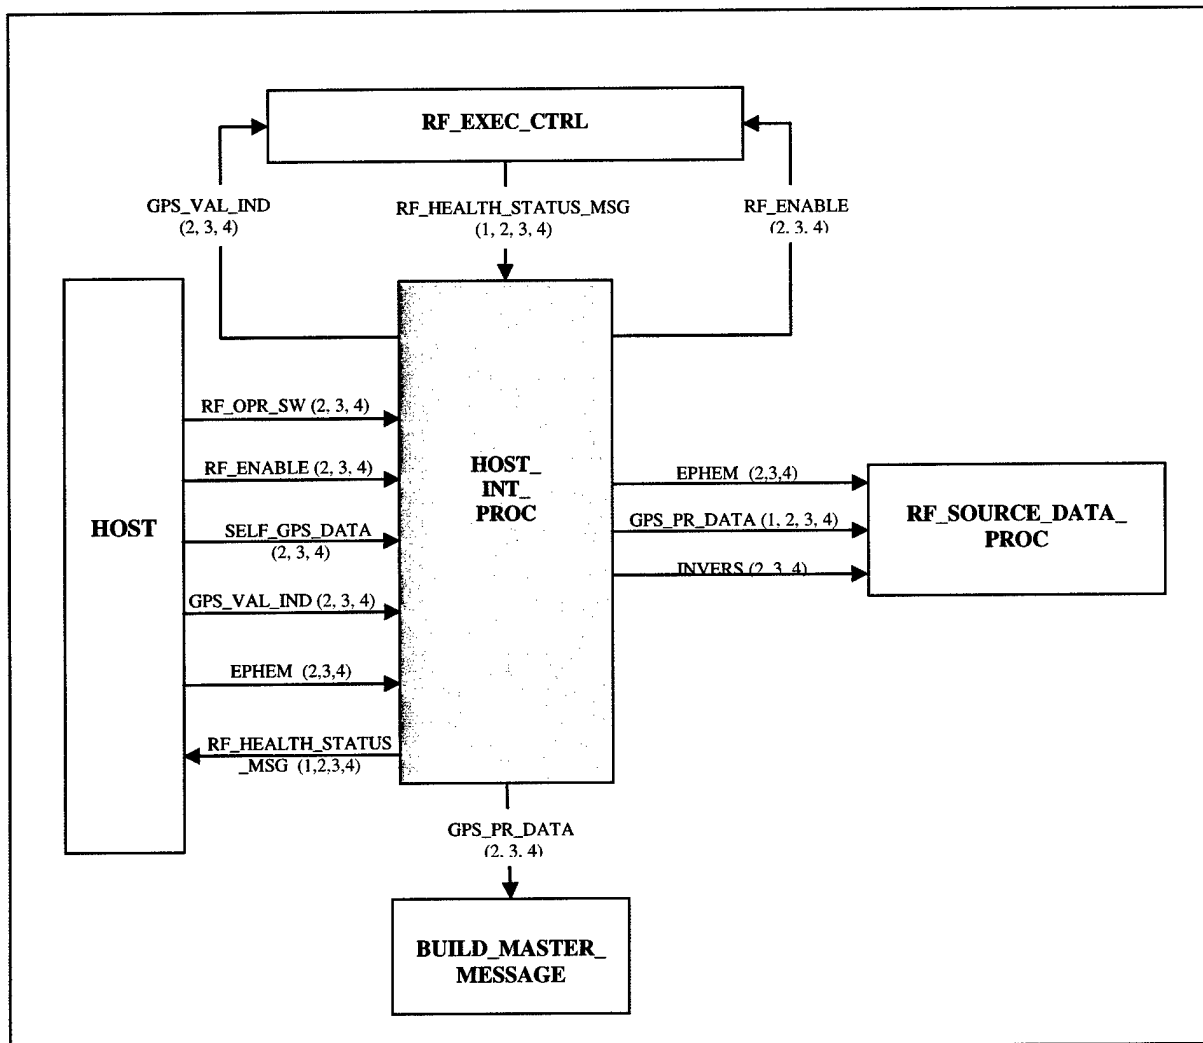 RF_EXEC_CTRL
GPS_VAL_IND
(2, 3, 4)
RF_HEALTH_STATUS_MSG
(1, 2, 3, 4)
RF_ENABLE
(2, 3, 4)
HOST
RF_OPR_SW (2, 3, 4)
RF_ENABLE (2, 3, 4)
SELF_GPS_DATA
(2, 3, 4)
GPS_VAL_IND (2, 3, 4)
EPHEM (2,3,4)
RF_HEALTH_STATUS
_MSG (1,2,3,4)
HOST_
INT_
PROC
EPHEM (2,3,4)
GPS_PR_DATA (1, 2, 3, 4)
INVERS (2, 3, 4)
RF_SOURCE_DATA_
PROC
GPS_PR_DATA
(2, 3, 4)
BUILD_MASTER_
MESSAGE